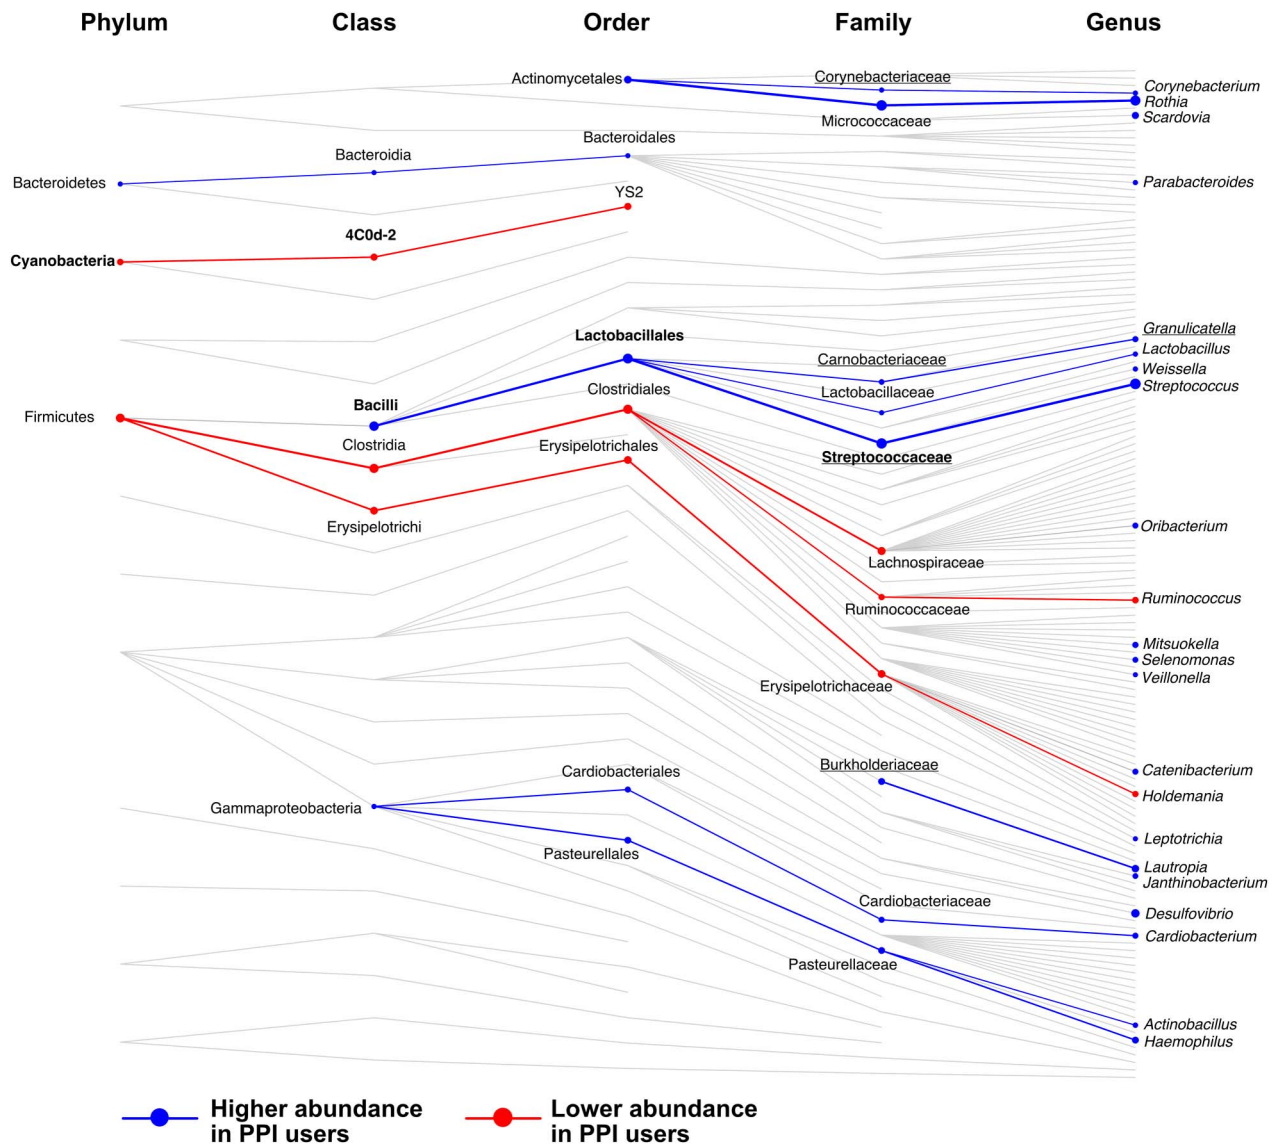 Phylum Class Order Family Genus
Actinomycetales
Corynebacteriaceae
Corynebacterium
Rothia
Micrococcaceae
Scardovia
Bacteroidales
Bacteroidia
Bacteroidetes
Parabacteroides
YS2
4C0d-2
Cyanobacteria
Lactobacillales
Granulicatella
Carnobacteriaceae
Lactobacillus
Weissella
Clostridiales
Lactobacillaceae
Streptococcus
Bacilli
Firmicutes
Clostridia
Erysipelotrichales
Streptococcaceae
Erysipelotrichi
Oribacterium
Lachnospiraceae
Ruminococcus
Ruminococcaceae
Mitsuokella
Selenomonas
Veillonella
Erysipelotrichaceae
Burkholderiaceae
Cardiobacteriales
Catenibacterium
Holdemania
Gammaproteobacteria
Leptotrichia
Pasteurellales
Lautropia
Janthinobacterium
Cardiobacteriaceae
Desulfovibrio
Cardiobacterium
Pasteurellaceae
Actinobacillus
Haemophilus
Higher abundance
in PPI users
Lower abundance
in PPI users